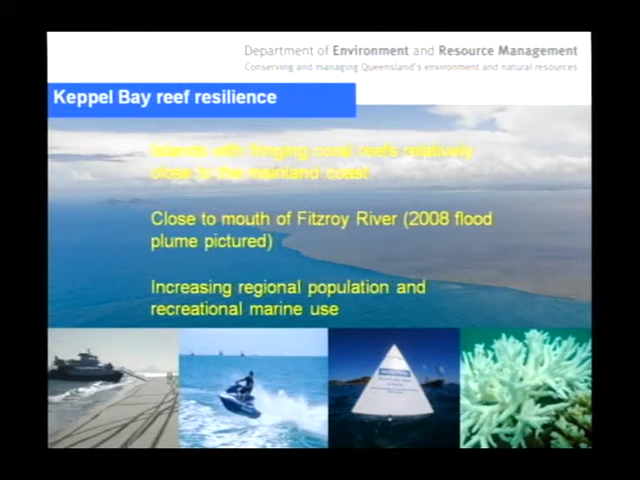 Department of Environment and Resource Management
Conserving and managing Queensland's environment and natural resources
Keppel Bay reef resilience
Islands with fringing coral reefs relatively
close to the mainland coast
Close to mouth of Fitzroy River (2008 flood
plume pictured)
Increasing regional population and
recreational marine use